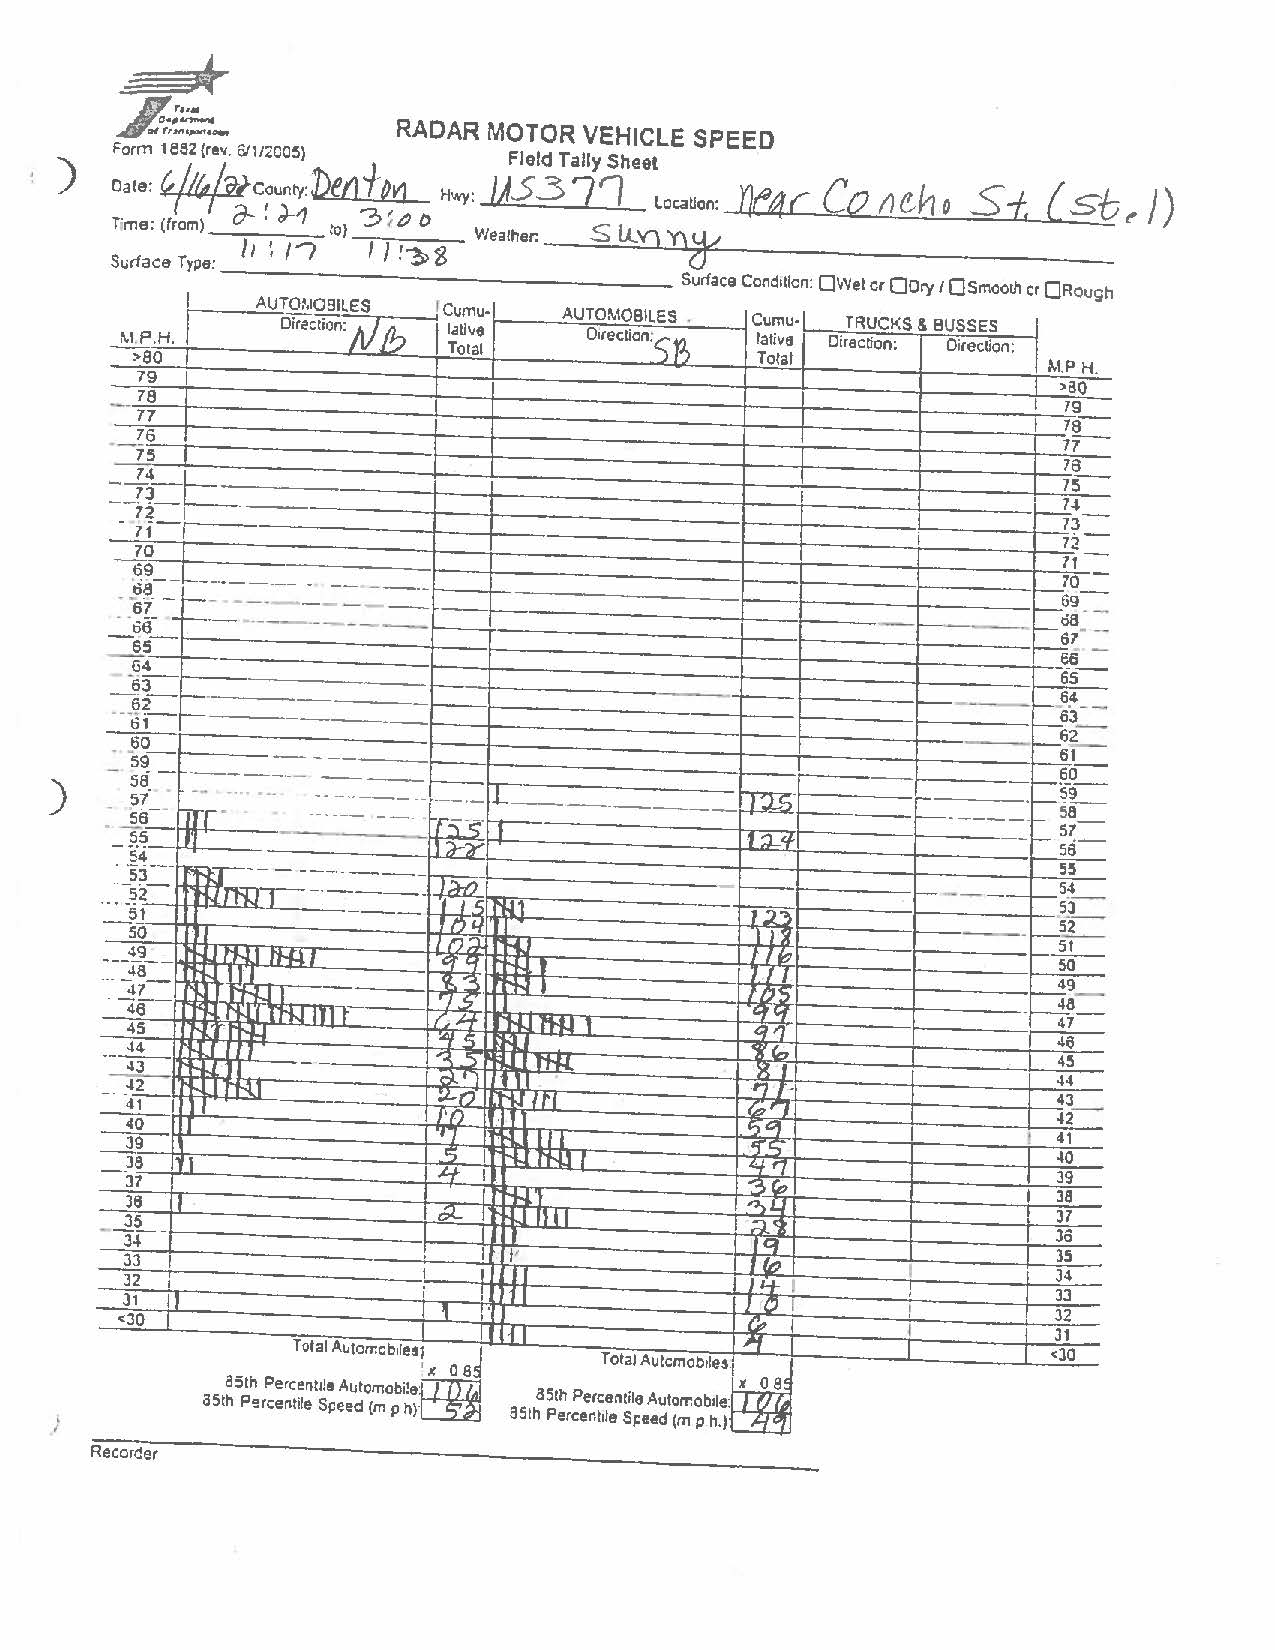 Texas
Department
of Transportation
Form 1882 (rev. 6/1/2005)
RADAR MOTOR VEHICLE SPEED
Field Tally Sheet
Date: 6/16/22 County: Denton Hwy: US377 Location: near Concho St. (st. 1)
Time: (from) 2:27 to) 3:00 Weather: sunny
11:17 11:38
Surface Type: Surface Condition: Wet or Dry / Smooth or Rough
AUTOMOBILES Cumu- AUTOMOBILES Cumu- TRUCKS & BUSSES
M.P.H. Direction: NB lative Total Direction: SB lative Total Direction: Direction: M.P.H.
>80 >80
79 79
78 78
77 77
76 76
75 75
74 74
73 73
72 72
71 71
70 70
69 69
68 68
67 67
66 66
65 65
64 64
63 63
62 62
61 61
60 60
59 59
58 125 58
57 57
56 125 124 56
55 122 55
54 54
53 120 53
52 115 123 52
51 104 118 51
50 102 116 50
49 99 111 49
48 83 105 48
47 75 99 47
46 64 97 46
45 45 86 45
44 35 81 44
43 27 71 43
42 20 67 42
41 10 59 41
40 7 55 40
39 5 47 39
38 4 36 38
37 34 37
36 2 28 36
35 19 35
34 16 34
33 14 33
32 10 32
31 1 6 31
<30 4 <30
Total Automobiles: Total Automobiles:
x 0.85 x 0.85
85th Percentile Automobile: 106 85th Percentile Automobile: 106
85th Percentile Speed (m p h): 52 85th Percentile Speed (m p h.): 49
Recorder